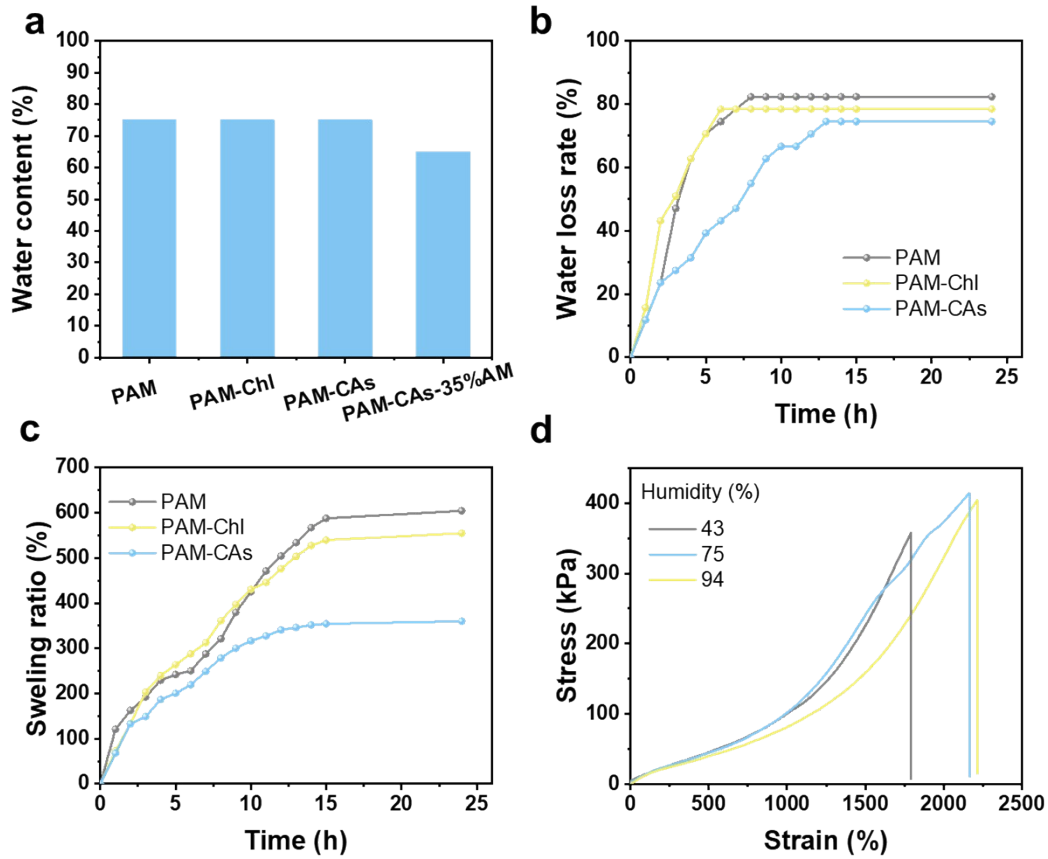 a
100
90
80
70
60
50
40
30
20
10
0
Water content (%)
PAM
PAM-Chl
PAM-CAs
PAM-CAs-35%AM
b
100
80
60
40
20
0
Water loss rate (%)
PAM
PAM-Chl
PAM-CAs
0 5 10 15 20 25
Time (h)
c
700
600
500
400
300
200
100
0
Sweling ratio (%)
PAM
PAM-Chl
PAM-CAs
0 5 10 15 20 25
Time (h)
d
400
300
200
100
0
Stress (kPa)
Humidity (%)
43
75
94
0 500 1000 1500 2000 2500
Strain (%)